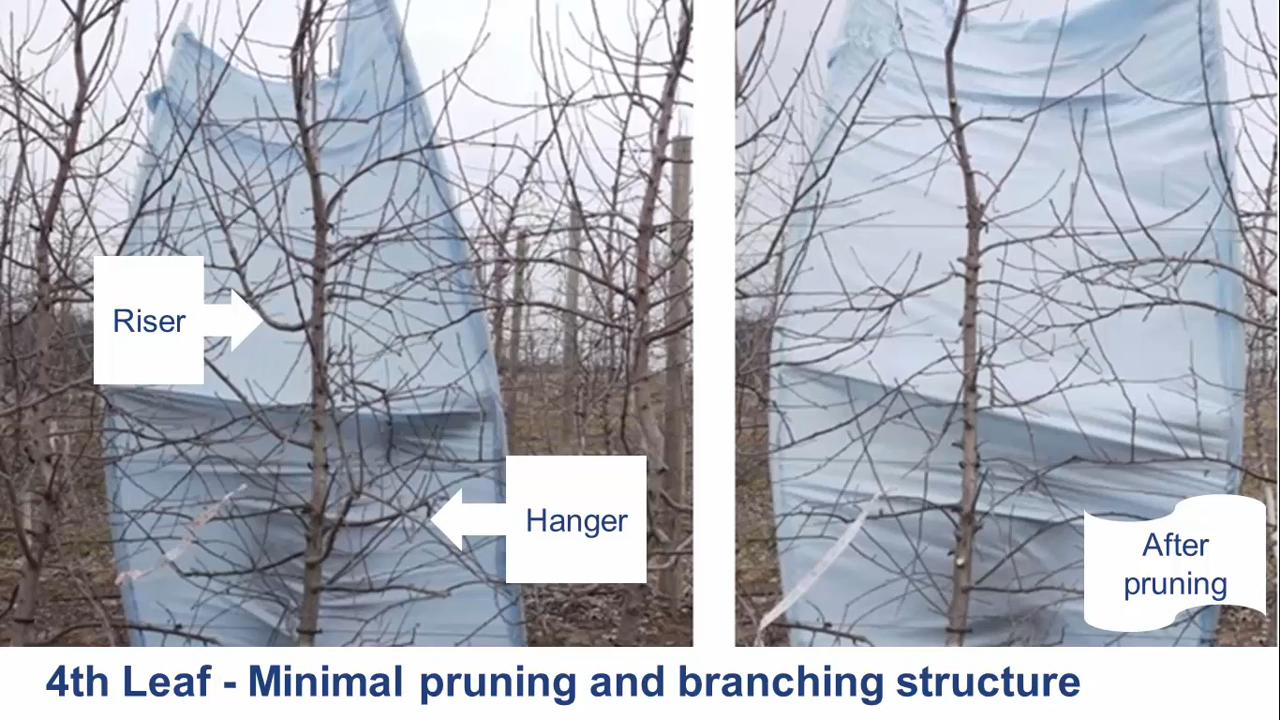 Riser
Hanger
After
pruning
4th Leaf - Minimal pruning and branching structure